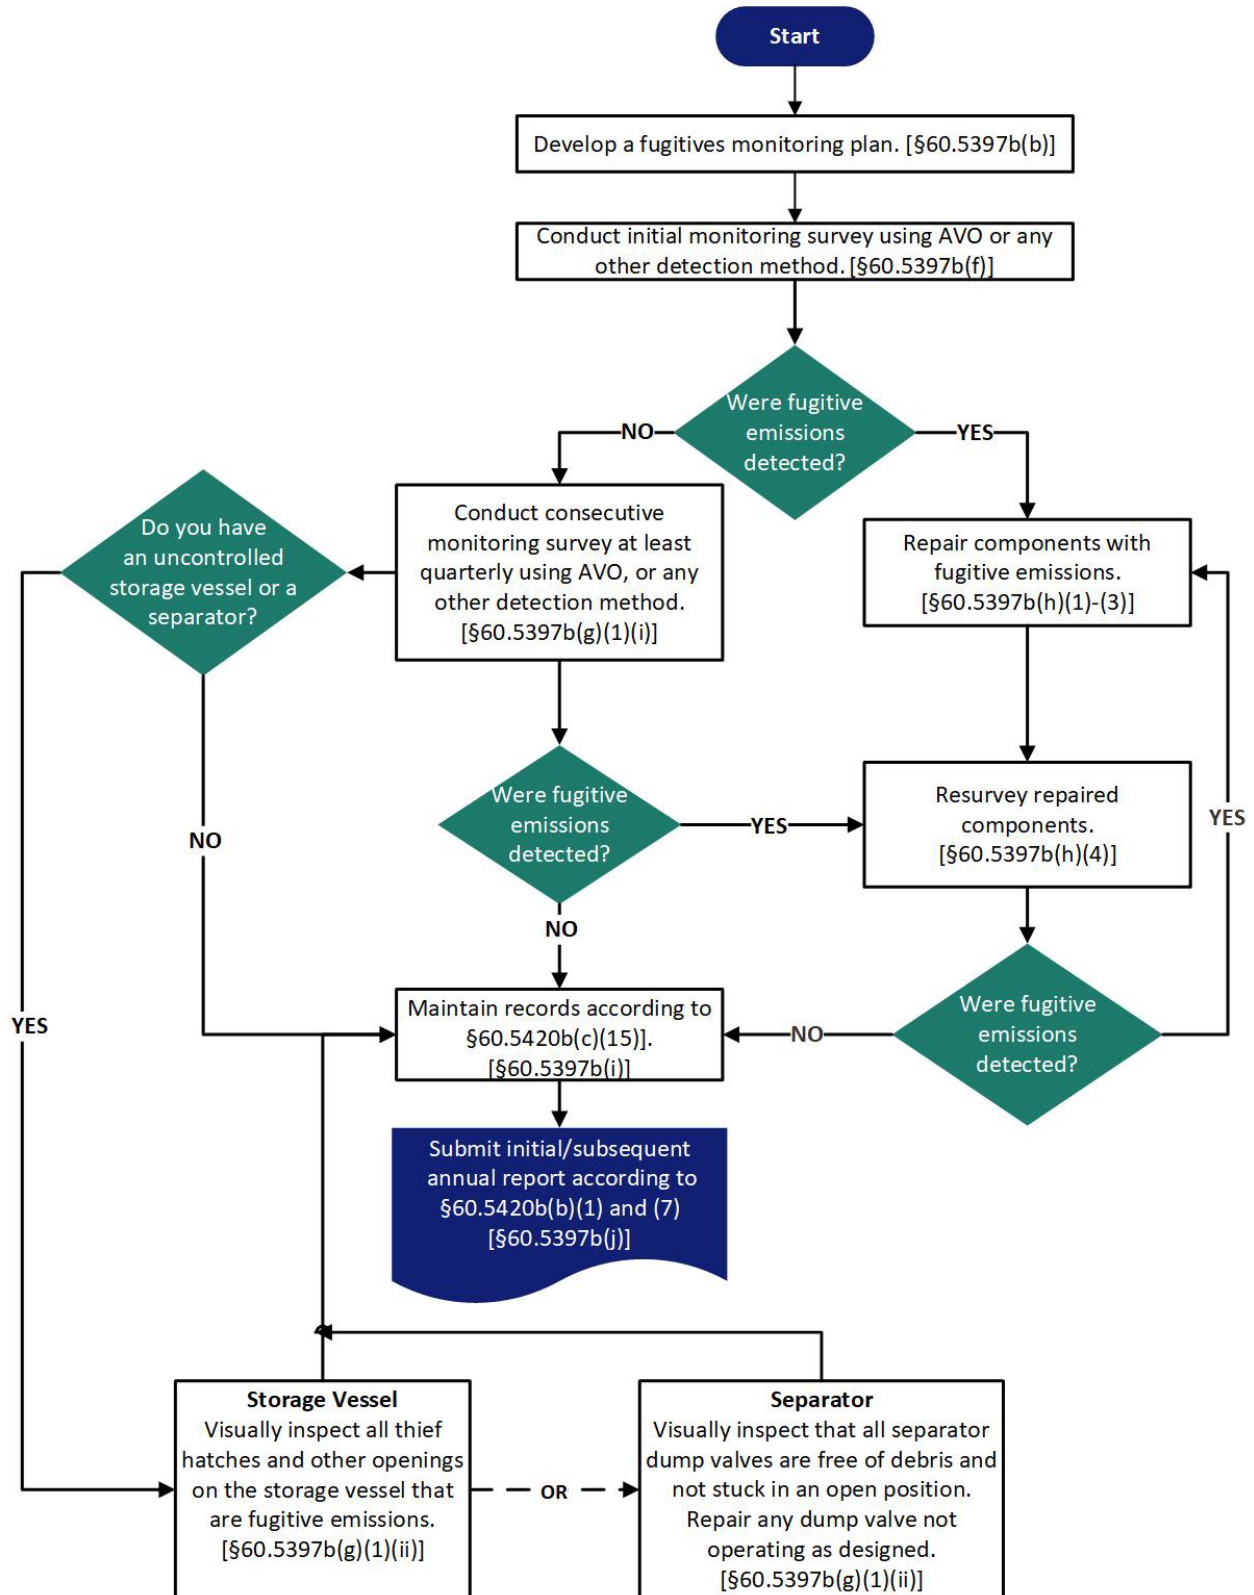 Start
Develop a fugitives monitoring plan. [§60.5397b(b)]
Conduct initial monitoring survey using AVO or any
other detection method. [§60.5397b(f)]
Were fugitive
emissions
detected?
NO
YES
Do you have
an uncontrolled
storage vessel or a
separator?
Conduct consecutive
monitoring survey at least
quarterly using AVO, or any
other detection method.
[§60.5397b(g)(1)(i)]
Repair components with
fugitive emissions.
[§60.5397b(h)(1)-(3)]
NO
Were fugitive
emissions
detected?
YES
Resurvey repaired
components.
[§60.5397b(h)(4)]
YES
NO
YES
Maintain records according to
§60.5420b(c)(15)].
[§60.5397b(i)]
NO
Were fugitive
emissions
detected?
Submit initial/subsequent
annual report according to
§60.5420b(b)(1) and (7)
[§60.5397b(j)]
Storage Vessel
Visually inspect all thief
hatches and other openings
on the storage vessel that
are fugitive emissions.
[§60.5397b(g)(1)(ii)]
OR
Separator
Visually inspect that all separator
dump valves are free of debris and
not stuck in an open position.
Repair any dump valve not
operating as designed.
[§60.5397b(g)(1)(ii)]